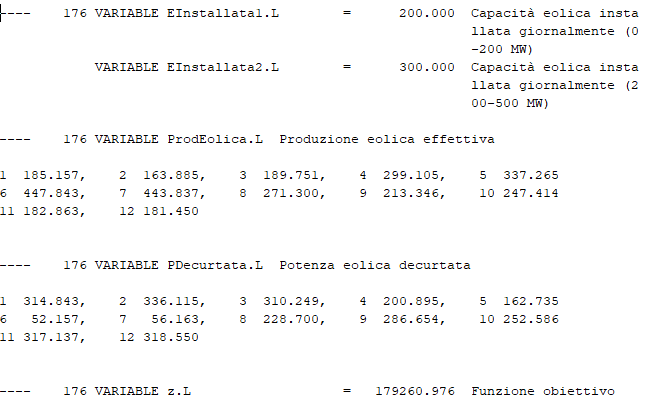 ----    176 VARIABLE EInstallata1.L        =      200.000  Capacità eolica insta
                                                           llata giornalmente (0
                                                           -200 MW)
            VARIABLE EInstallata2.L        =      300.000  Capacità eolica insta
                                                           llata giornalmente (2
                                                           00-500 MW)
----    176 VARIABLE ProdEolica.L  Produzione eolica effettiva
1  185.157,    2  163.885,    3  189.751,    4  299.105,    5  337.265
6  447.843,    7  443.837,    8  271.300,    9  213.346,    10 247.414
11 182.863,    12 181.450
----    176 VARIABLE PDecurtata.L  Potenza eolica decurtata
1  314.843,    2  336.115,    3  310.249,    4  200.895,    5  162.735
6   52.157,    7   56.163,    8  228.700,    9  286.654,    10 252.586
11 317.137,    12 318.550
----    176 VARIABLE z.L                   =   179260.976  Funzione obiettivo